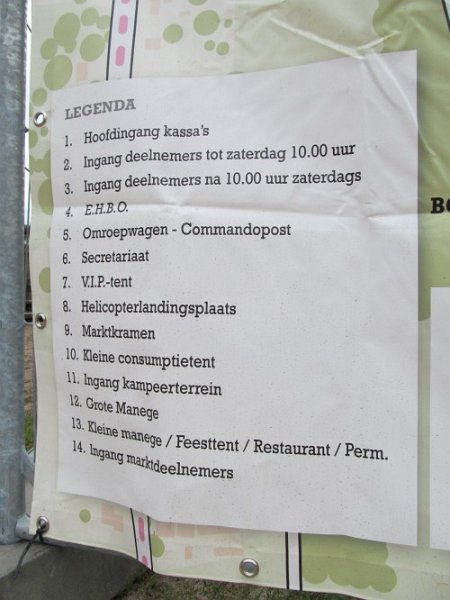 LEGENDA
1. Hoofdingang kassa's
2. Ingang deelnemers tot zaterdag 10.00 uur
3. Ingang deelnemers na 10.00 uur zaterdags
4. E.H.B.O.
5. Omroepwagen - Commandopost
6. Secretariaat
7. V.I.P.-tent
8. Helicopterlandingsplaats
9. Marktkramen
10. Kleine consumptietent
11. Ingang kampeerterrein
12. Grote Manege
13. Kleine manege / Feesttent / Restaurant / Perm.
14. Ingang marktdeelnemers